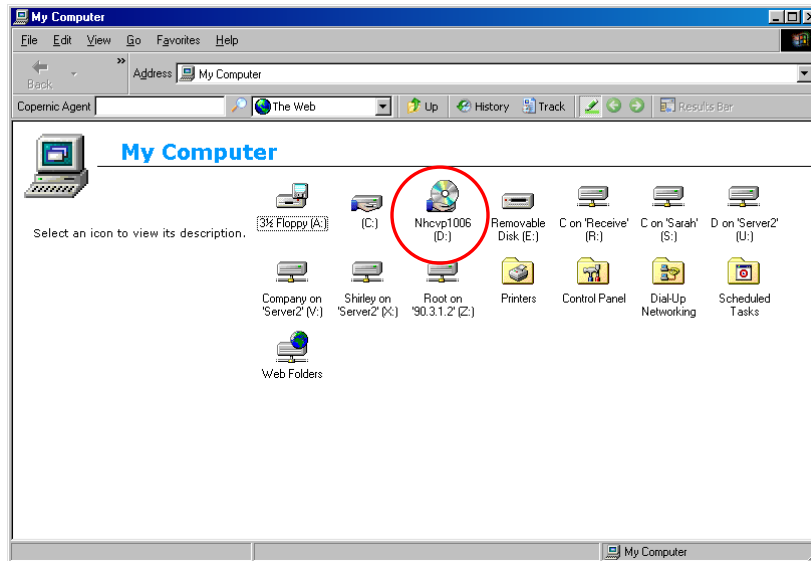 My Computer
File Edit View Go Favorites Help
Back » Address My Computer
Copernic Agent The Web Up History Track Results Bar
My Computer
Select an icon to view its description.
3½ Floppy (A:) (C:) Nhcvp1006 (D:) Removable Disk (E:) C on 'Receive' (R:) C on 'Sarah' (S:) D on 'Server2' (U:)
Company on 'Server2' (V:) Shirley on 'Server2' (X:) Root on '90.3.1.2' (Z:) Printers Control Panel Dial-Up Networking Scheduled Tasks
Web Folders
My Computer